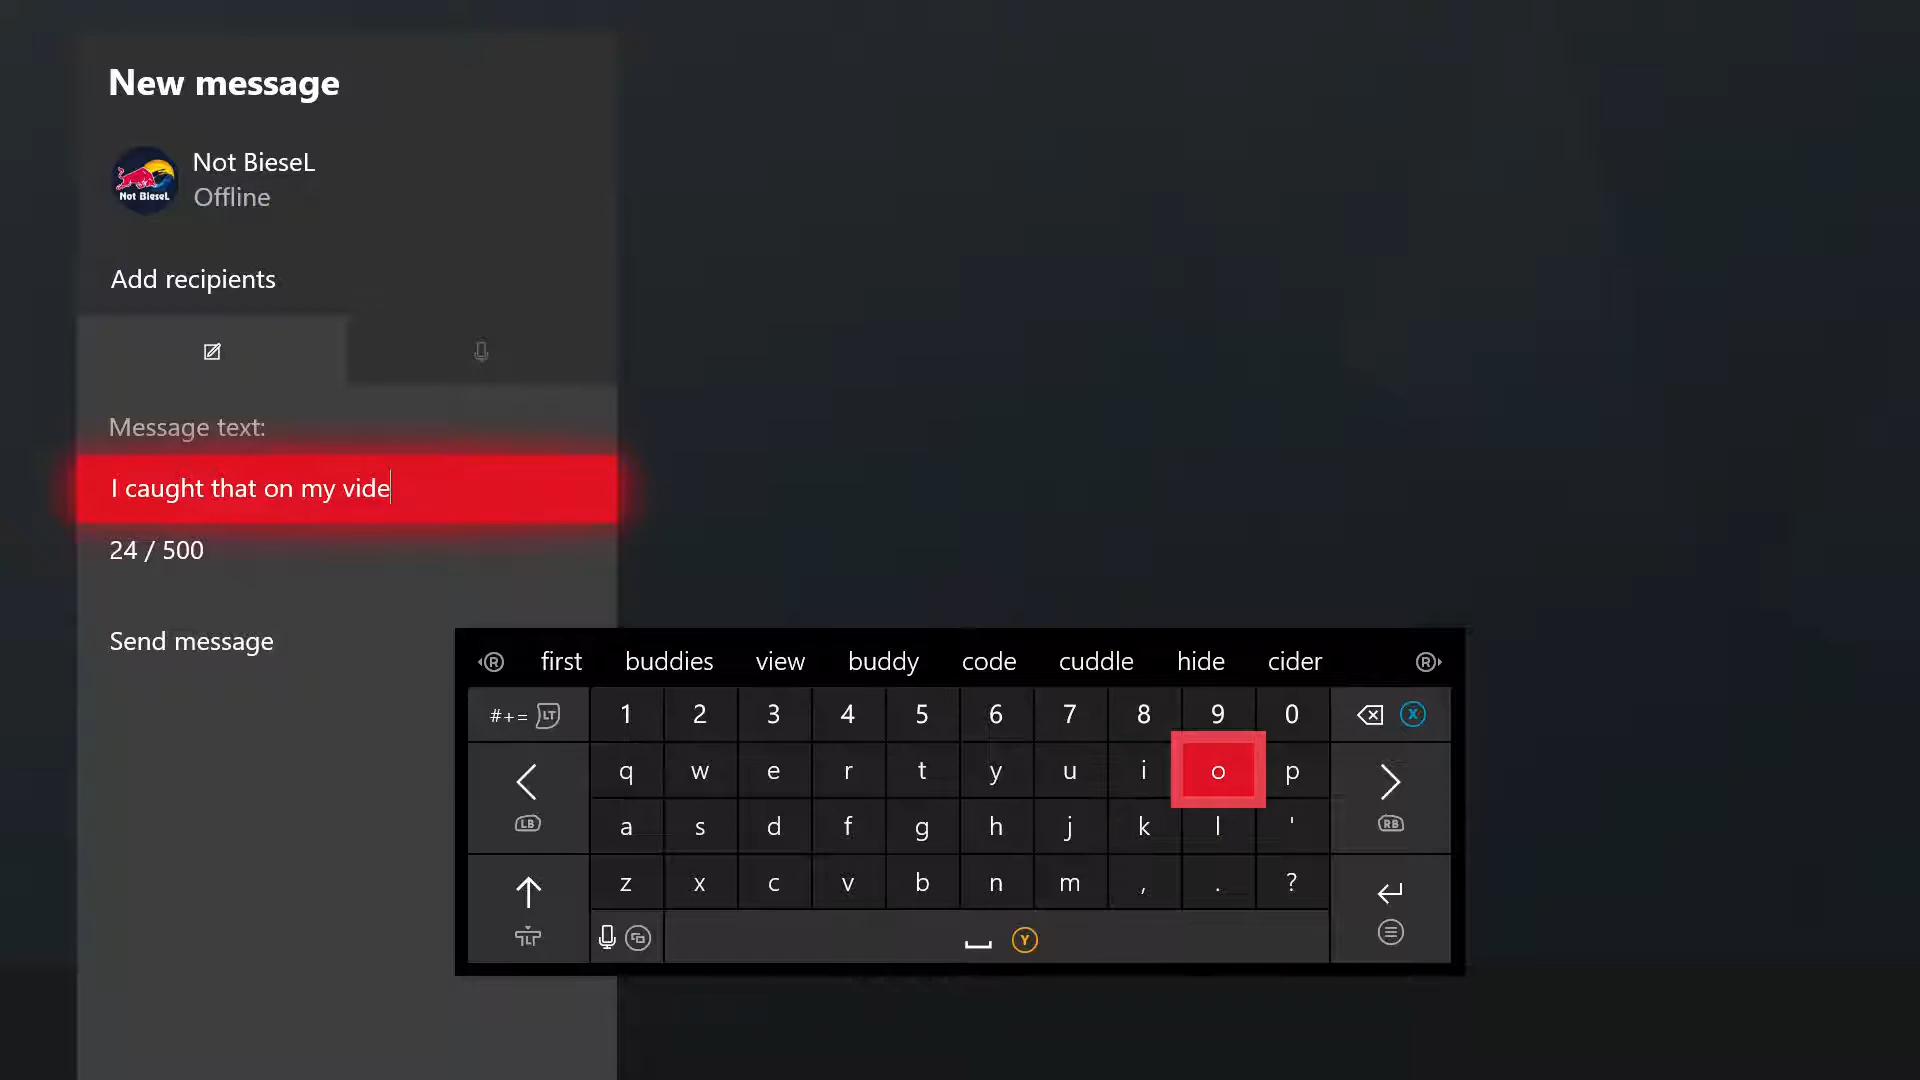 New message
Not BieseL
Not BieseL
Offline
Add recipients
Message text:
I caught that on my vide
24 / 500
Send message
R first buddies view buddy code cuddle hide cider R
#+= LT 1 2 3 4 5 6 7 8 9 0 X
LB q w e r t y u i o p RB
a s d f g h j k l '
z x c v b n m , . ?
LT Y